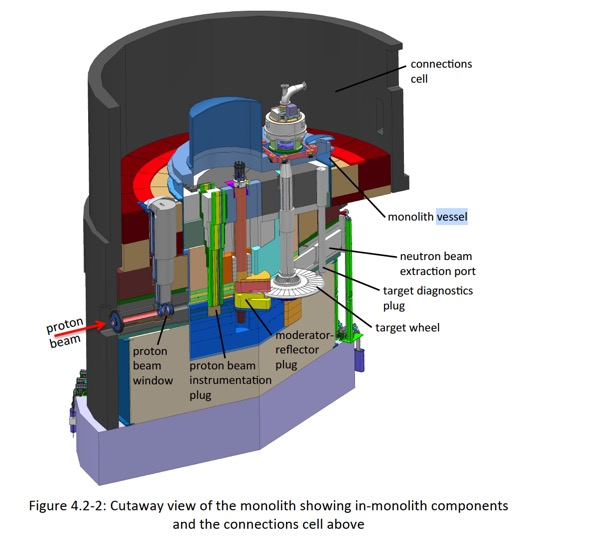 connections
cell
monolith vessel
neutron beam
extraction port
target diagnostics
plug
target wheel
proton
beam
proton
beam
window
proton beam
instrumentation
plug
moderator-
reflector
plug
Figure 4.2-2: Cutaway view of the monolith showing in-monolith components
and the connections cell above